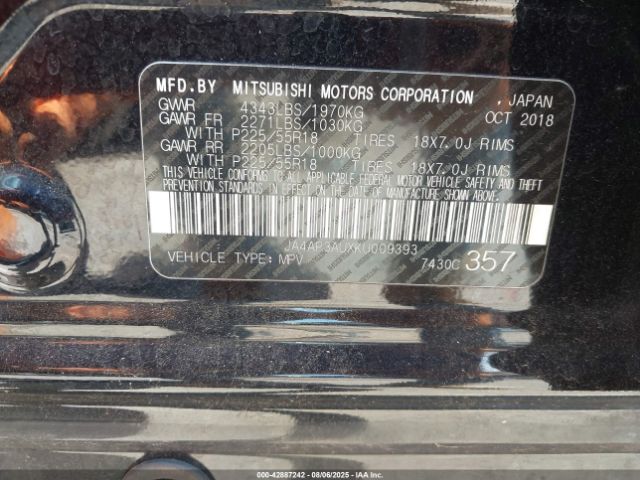 MFD.BY MITSUBISHI MOTORS CORPORATION , JAPAN
GVWR 4343LBS/1970KG OCT 2018
GAWR FR 2271LBS/1030KG
WITH P225/55R18 TIRES 18X7.0J RIMS
GAWR RR 2205LBS/1000KG
WITH P225/55R18 TIRES 18X7.0J RIMS
THIS VEHICLE CONFORMS TO ALL APPLICABLE FEDERAL MOTOR VEHICLE SAFETY AND THEFT
PREVENTION STANDARDS IN EFFECT ON THE DATE OF MANUFACTURE SHOWN ABOVE.
JA4AP3AUXKU009393
VEHICLE TYPE: MPV 7430C 357
000-42887242 - 08/06/2025 - IAAI.CA